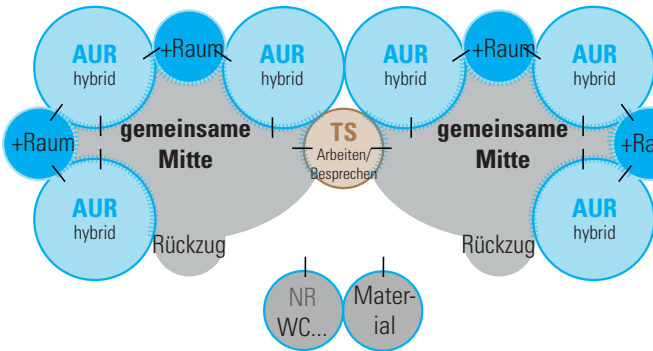 AUR
hybrid
+Raum
AUR
hybrid
AUR
hybrid
+Raum
AUR
hybrid
+Raum
gemeinsame
Mitte
TS
Arbeiten/
Besprechen
gemeinsame
Mitte
+Ra
AUR
hybrid
Rückzug
AUR
hybrid
Rückzug
NR
WC...
Mater-
ial